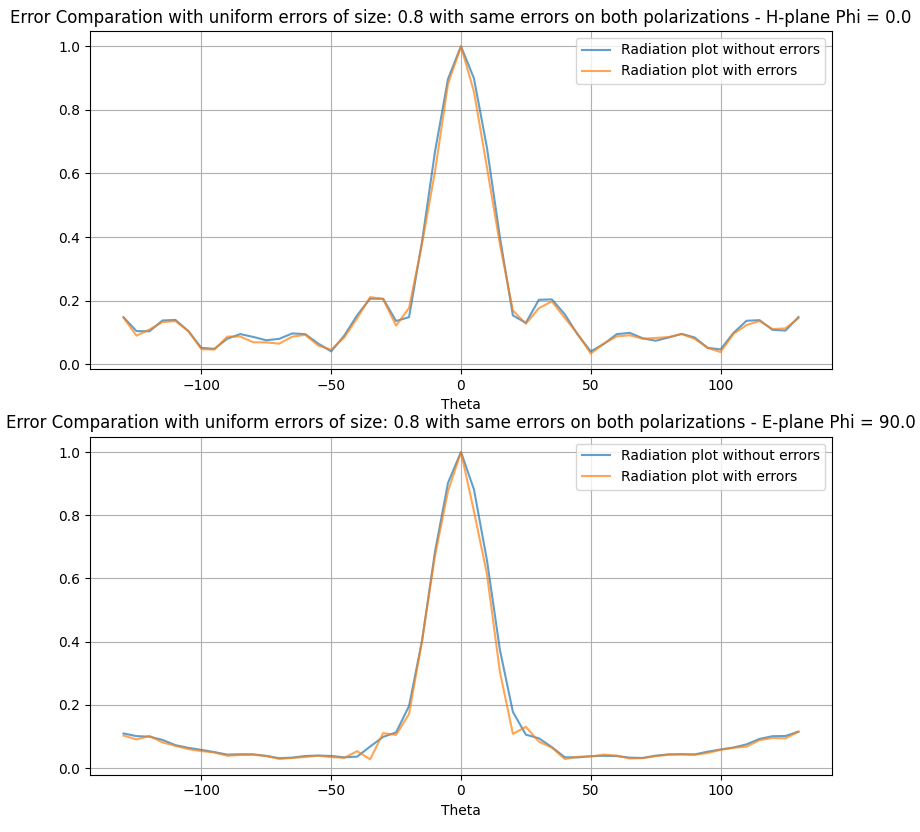 Error Comparation with uniform errors of size: 0.8 with same errors on both polarizations - H-plane Phi = 0.0
1.0
0.8
0.6
0.4
0.2
0.0
Radiation plot without errors
Radiation plot with errors
−100
−50
0
50
100
Theta
Error Comparation with uniform errors of size: 0.8 with same errors on both polarizations - E-plane Phi = 90.0
1.0
0.8
0.6
0.4
0.2
0.0
Radiation plot without errors
Radiation plot with errors
−100
−50
0
50
100
Theta